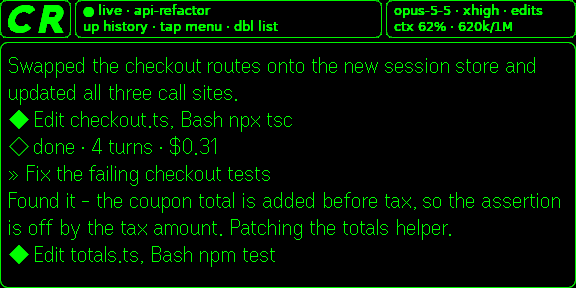 CR
● live · api-refactor
up history · tap menu · dbl list
opus-5-5 · xhigh · edits
ctx 62% · 620k/1M
Swapped the checkout routes onto the new session store and
updated all three call sites.
◆ Edit checkout.ts, Bash npx tsc
◇ done · 4 turns · $0.31
» Fix the failing checkout tests
Found it - the coupon total is added before tax, so the assertion
is off by the tax amount. Patching the totals helper.
◆ Edit totals.ts, Bash npm test